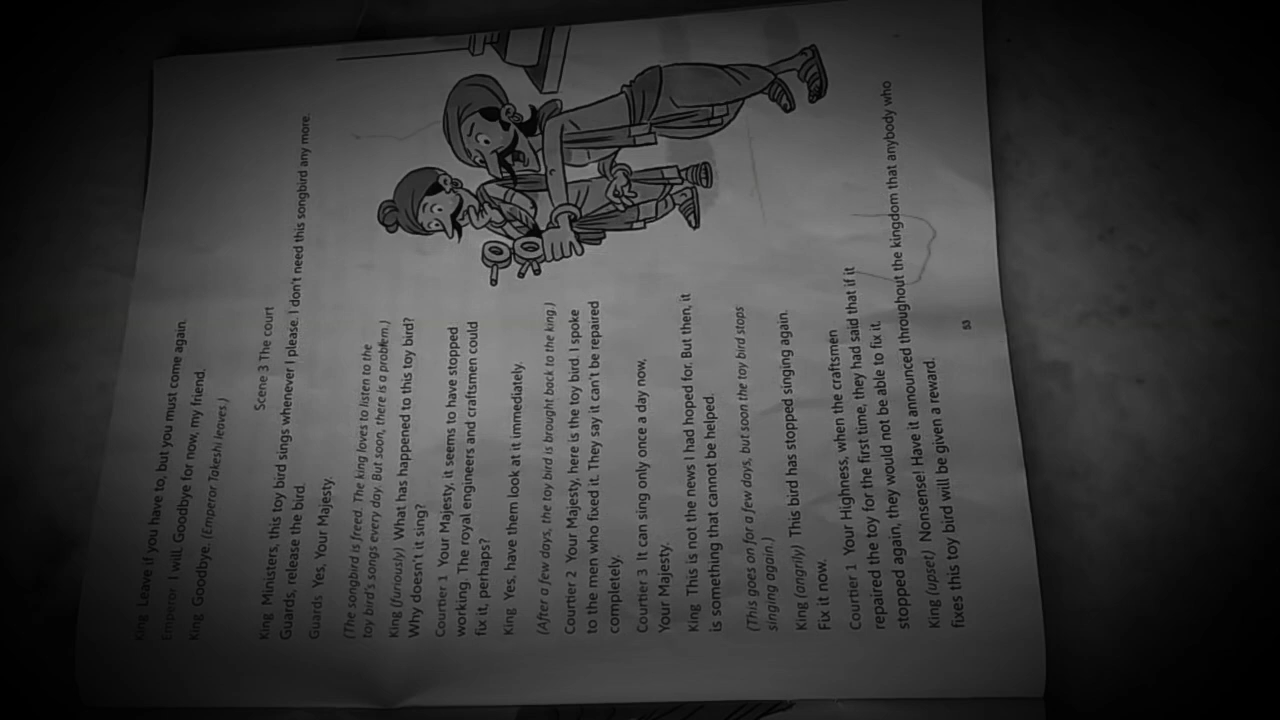 King Leave if you have to, but you must come again.
Emperor I will. Goodbye for now, my friend.
King Goodbye. (Emperor Takeshi leaves.)
Scene 3 The court
King Ministers, this toy bird sings whenever I please. I don't need this songbird any more.
Guards, release the bird.
Guards Yes, Your Majesty.
(The songbird is freed. The king loves to listen to the
toy bird's songs every day. But soon, there is a problem.)
King (furiously) What has happened to this toy bird?
Why doesn't it sing?
Courtier 1 Your Majesty, it seems to have stopped
working. The royal engineers and craftsmen could
fix it, perhaps?
King Yes, have them look at it immediately.
(After a few days, the toy bird is brought back to the king.)
Courtier 2 Your Majesty, here is the toy bird. I spoke
to the men who fixed it. They say it can't be repaired
completely.
Courtier 3 It can sing only once a day now,
Your Majesty.
King This is not the news I had hoped for. But then, it
is something that cannot be helped.
(This goes on for a few days, but soon the toy bird stops
singing again.)
King (angrily) This bird has stopped singing again.
Fix it now.
Courtier 1 Your Highness, when the craftsmen
repaired the toy for the first time, they had said that if it
stopped again, they would not be able to fix it.
King (upset) Nonsense! Have it announced throughout the kingdom that anybody who
fixes this toy bird will be given a reward.
53